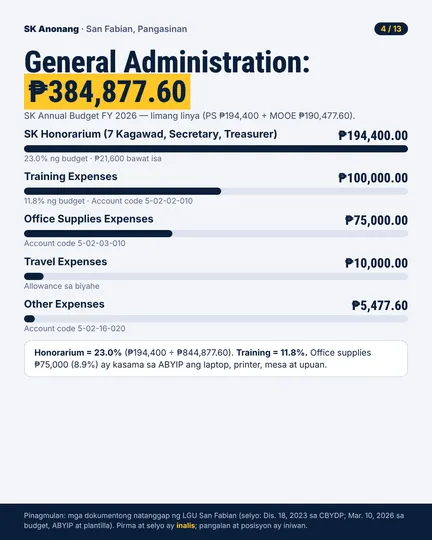 SK Anonang · San Fabian, Pangasinan
4 / 13
General Administration:
₱384,877.60
SK Annual Budget FY 2026 — limang linya (PS ₱194,400 + MOOE ₱190,477.60).
SK Honorarium (7 Kagawad, Secretary, Treasurer)
₱194,400.00
23.0% ng budget · ₱21,600 bawat isa
Training Expenses
₱100,000.00
11.8% ng budget · Account code 5-02-02-010
Office Supplies Expenses
₱75,000.00
Account code 5-02-03-010
Travel Expenses
₱10,000.00
Allowance sa biyahe
Other Expenses
₱5,477.60
Account code 5-02-16-020
Honorarium = 23.0% (₱194,400 ÷ ₱844,877.60). Training = 11.8%. Office supplies
₱75,000 (8.9%) ay kasama sa ABYIP ang laptop, printer, mesa at upuan.
Pinagmulan: mga dokumentong natanggap ng LGU San Fabian (selyo: Dis. 18, 2023 sa CBYDP; Mar. 10, 2026 sa
budget, ABYIP at plantilla). Pirma at selyo ay inalis; pangalan at posisyon ay iniwan.